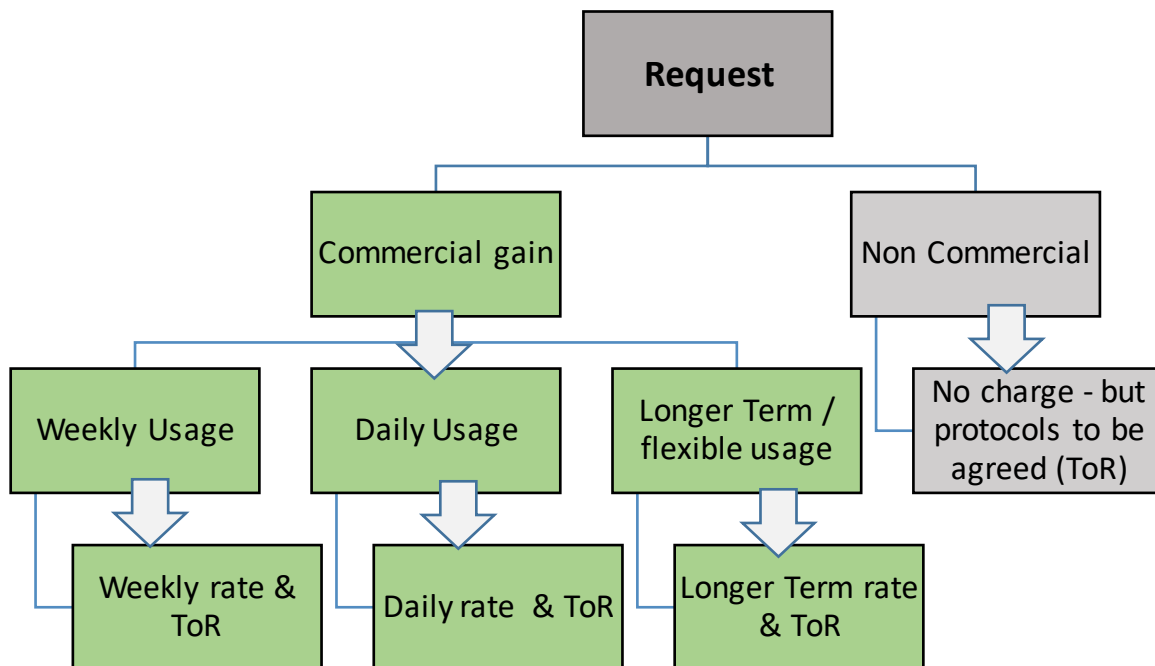 Request
Commercial gain
Non Commercial
Weekly Usage
Daily Usage
Longer Term /
flexible usage
No charge - but
protocols to be
agreed (ToR)
Weekly rate &
ToR
Daily rate & ToR
Longer Term rate
& ToR